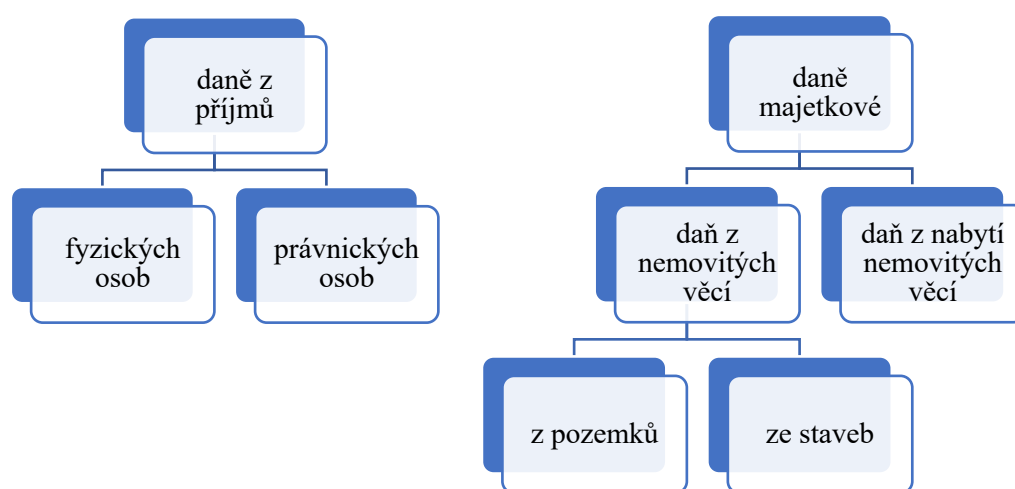 daně z
příjmů
daně
majetkové
fyzických
osob
právnických
osob
daň z
nemovitých
věcí
daň z nabytí
nemovitých
věcí
z pozemků
ze staveb